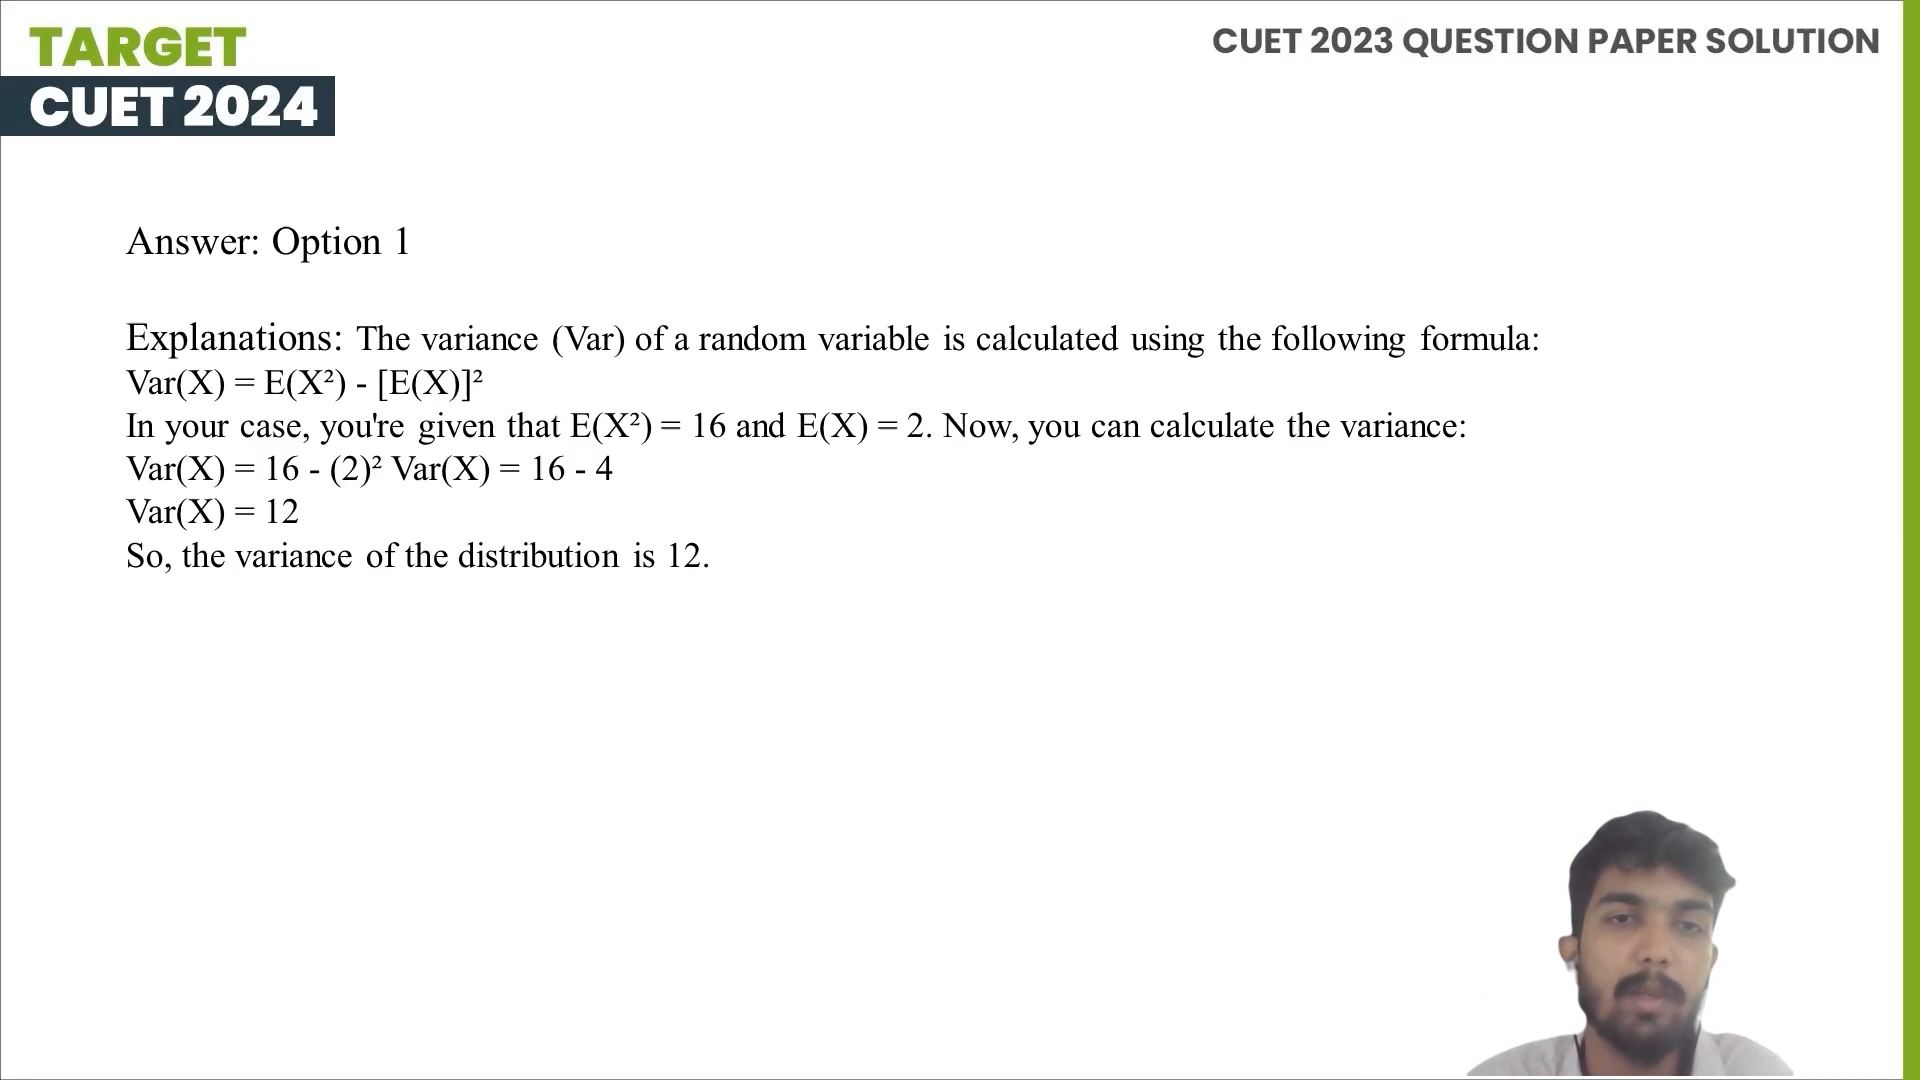 TARGET
CUET 2024
CUET 2023 QUESTION PAPER SOLUTION
Answer: Option 1
Explanations: The variance (Var) of a random variable is calculated using the following formula:
Var(X) = E(X²) - [E(X)]²
In your case, you're given that E(X²) = 16 and E(X) = 2. Now, you can calculate the variance:
Var(X) = 16 - (2)² Var(X) = 16 - 4
Var(X) = 12
So, the variance of the distribution is 12.